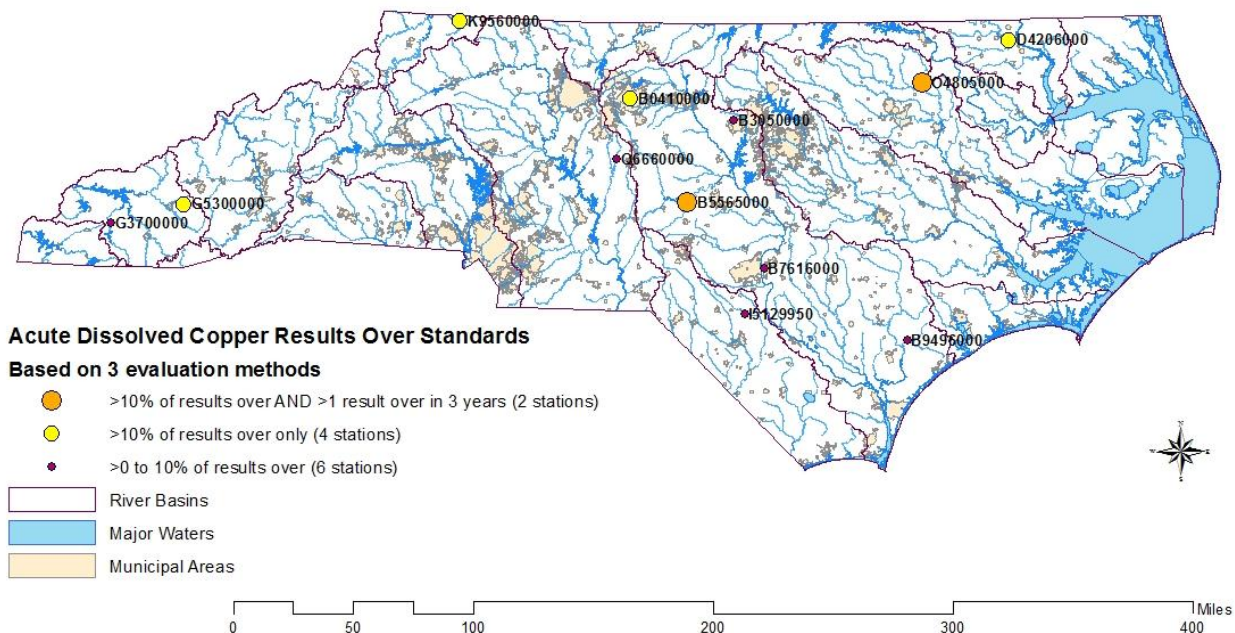 K9560000
D4206000
O4805000
B0410000
B3050000
Q6660000
G5300000
B5565000
G3700000
B7616000
I5129950
B9496000
Acute Dissolved Copper Results Over Standards
Based on 3 evaluation methods
>10% of results over AND >1 result over in 3 years (2 stations)
>10% of results over only (4 stations)
>0 to 10% of results over (6 stations)
River Basins
Major Waters
Municipal Areas
Miles
0 50 100 200 300 400